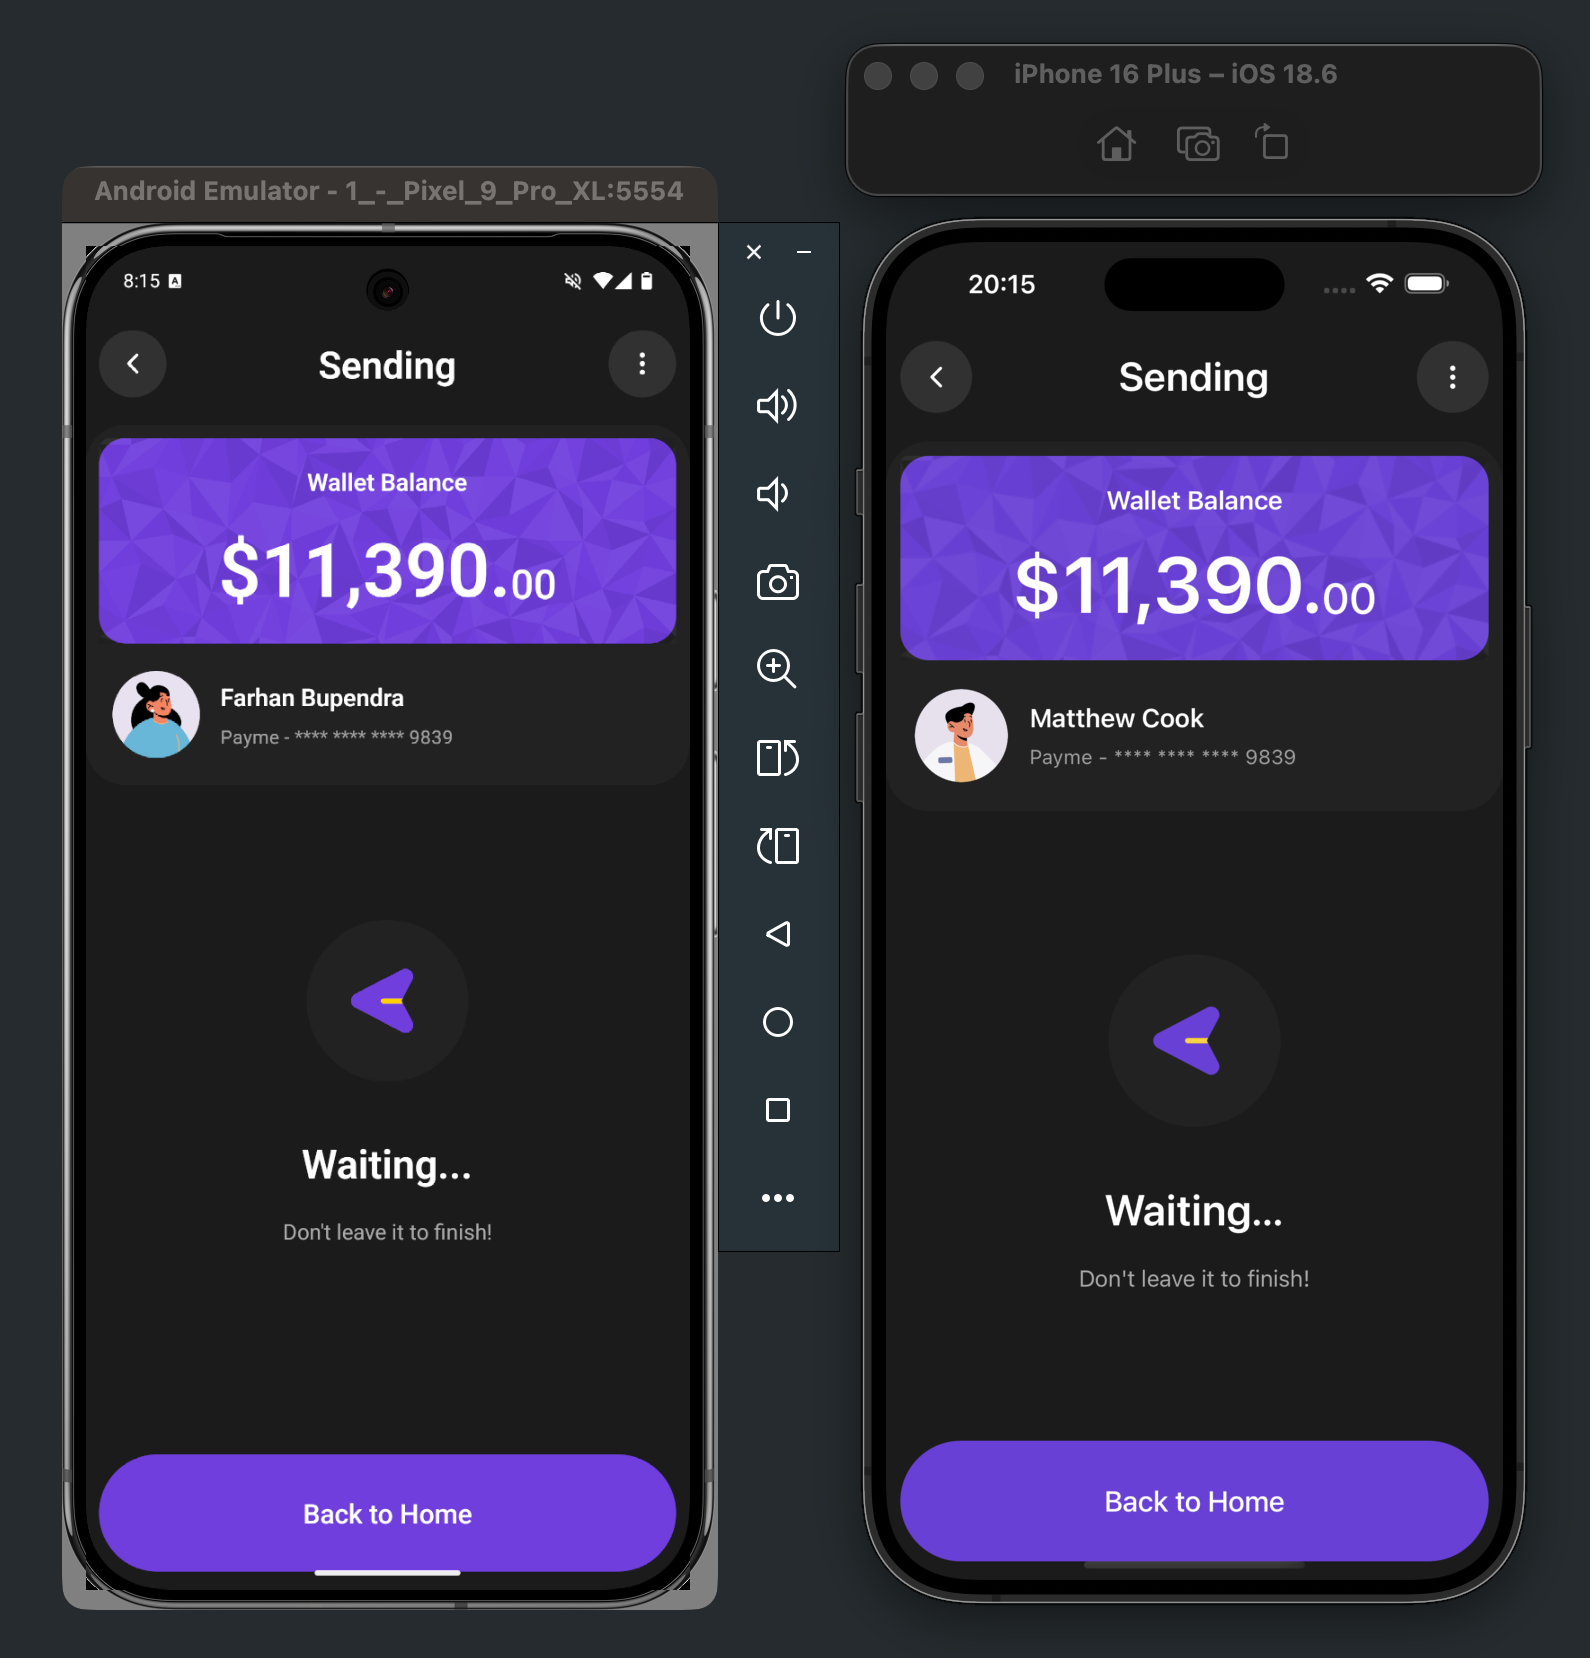 Android Emulator - 1_-_Pixel_9_Pro_XL:5554
8:15
Sending
Wallet Balance
$11,390.00
Farhan Bupendra
Payme - **** **** **** 9839
Waiting...
Don't leave it to finish!
Back to Home
iPhone 16 Plus – iOS 18.6
20:15
Sending
Wallet Balance
$11,390.00
Matthew Cook
Payme - **** **** **** 9839
Waiting...
Don't leave it to finish!
Back to Home